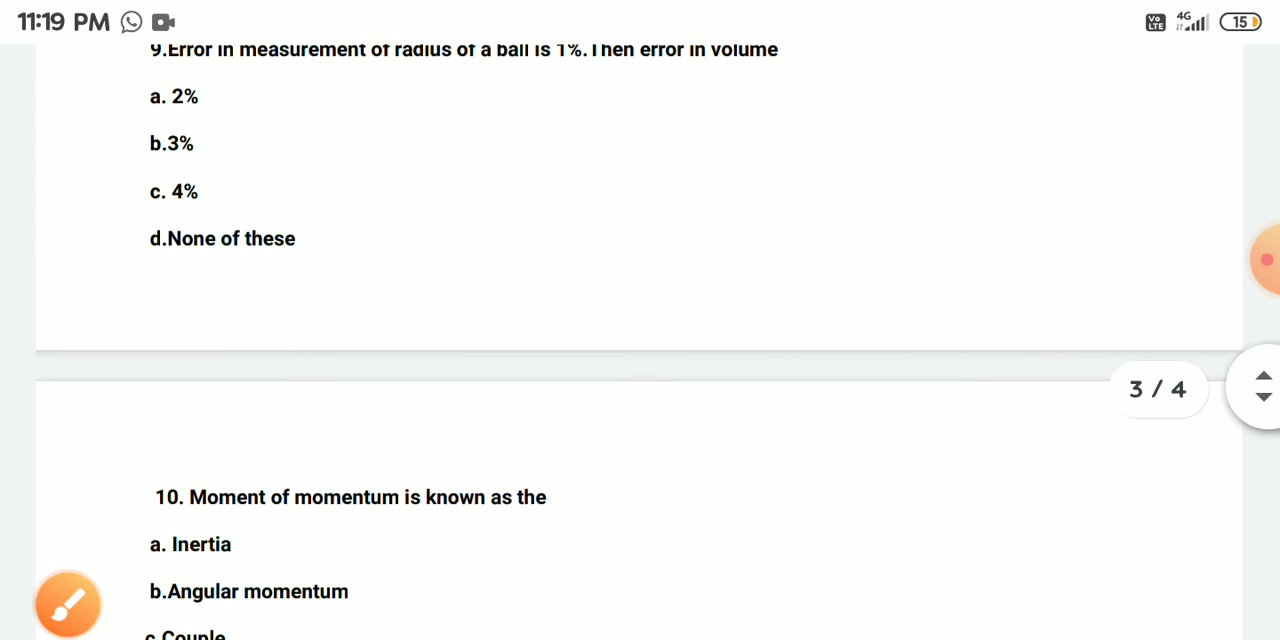 11:19 PM
Vo LTE 4G 15
9.Error in measurement of radius of a ball is 1%.Then error in volume
a. 2%
b.3%
c. 4%
d.None of these
3 / 4
10. Moment of momentum is known as the
a. Inertia
b.Angular momentum
c.Couple